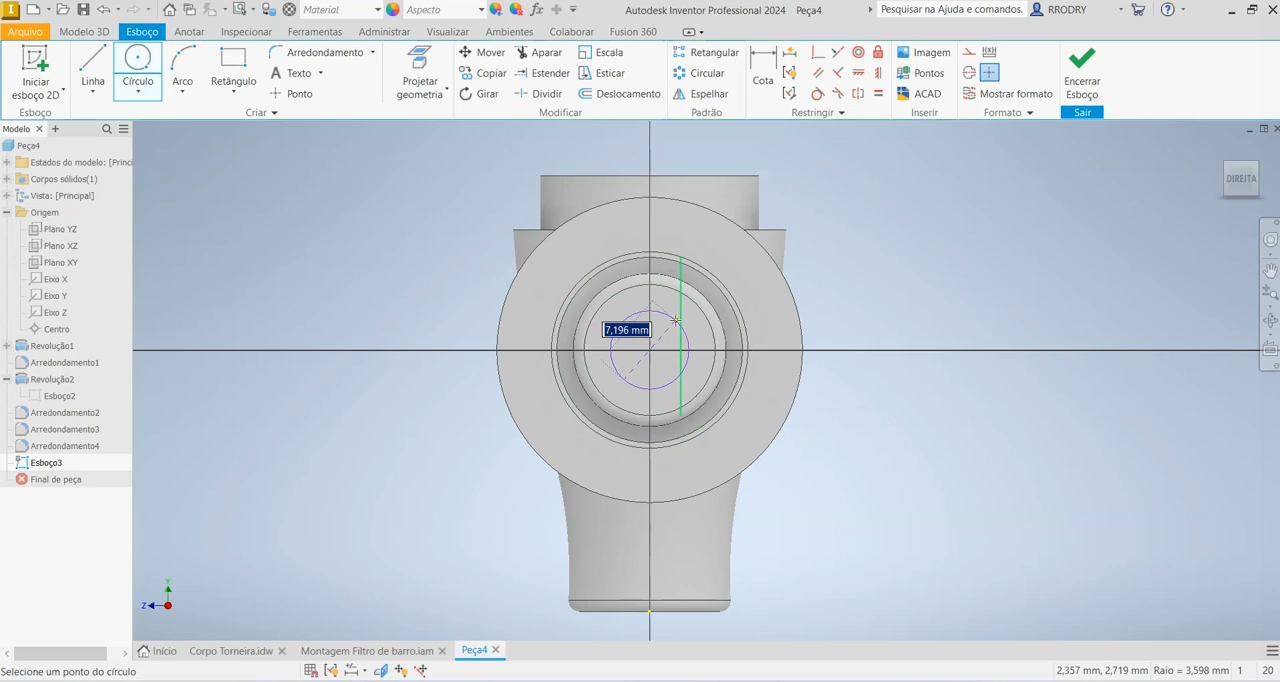 Material
Aspecto
Autodesk Inventor Professional 2024 Peça4
Pesquisar na Ajuda e comandos.
RRODRY
Arquivo Modelo 3D Esboço Anotar Inspecionar Ferramentas Administrar Visualizar Ambientes Colaborar Fusion 360
Iniciar
esboço 2D
Esboço
Linha
Círculo
Arco
Retângulo
Arredondamento
Texto
Ponto
Criar
Projetar
geometria
Mover
Copiar
Girar
Aparar
Estender
Dividir
Escala
Esticar
Deslocamento
Modificar
Retangular
Circular
Espelhar
Padrão
Cota
Restringir
Imagem
Pontos
ACAD
Inserir
Mostrar formato
Formato
Encerrar
Esboço
Sair
Modelo
Peça4
Estados do modelo: [Princ
Corpos sólidos(1)
Vista: [Principal]
Origem
Plano YZ
Plano XZ
Plano XY
Eixo X
Eixo Y
Eixo Z
Centro
Revolução1
Arredondamento1
Revolução2
Esboço2
Arredondamento2
Arredondamento3
Arredondamento4
Esboço3
Final de peça
7,196 mm
DIREITA
Y
Z
Início
Corpo Torneira.idw
Montagem Filtro de barro.iam
Peça4
Selecione um ponto do círculo
2,357 mm, 2,719 mm Raio = 3,598 mm 1 20